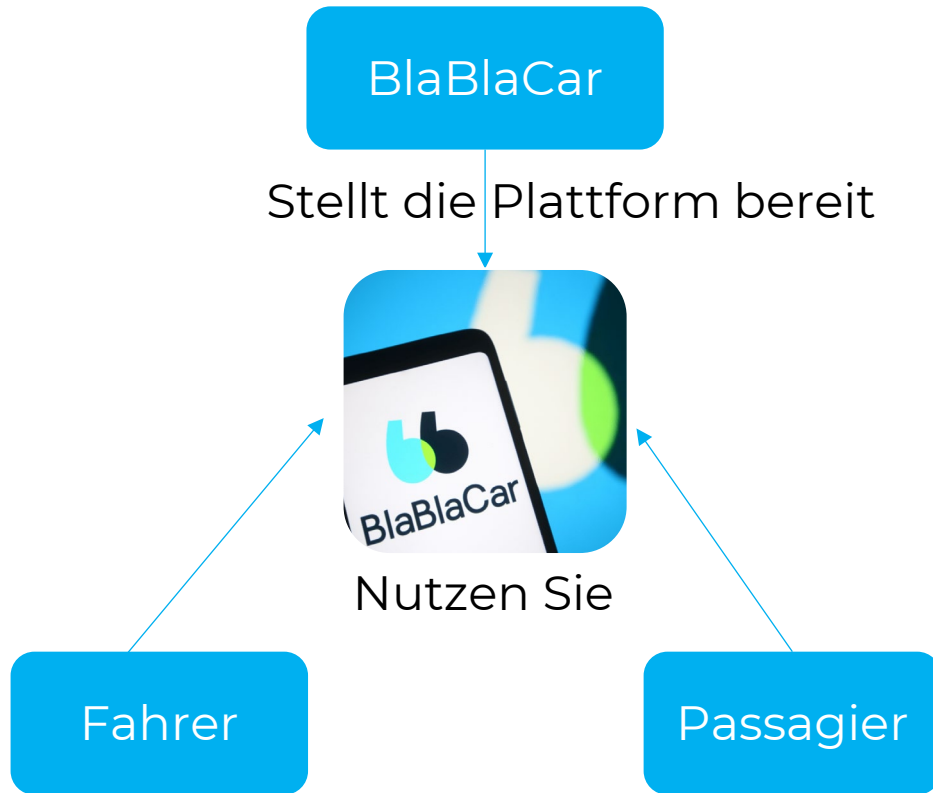 BlaBlaCar
Stellt die Plattform bereit
BlaBlaCar
Nutzen Sie
Fahrer
Passagier